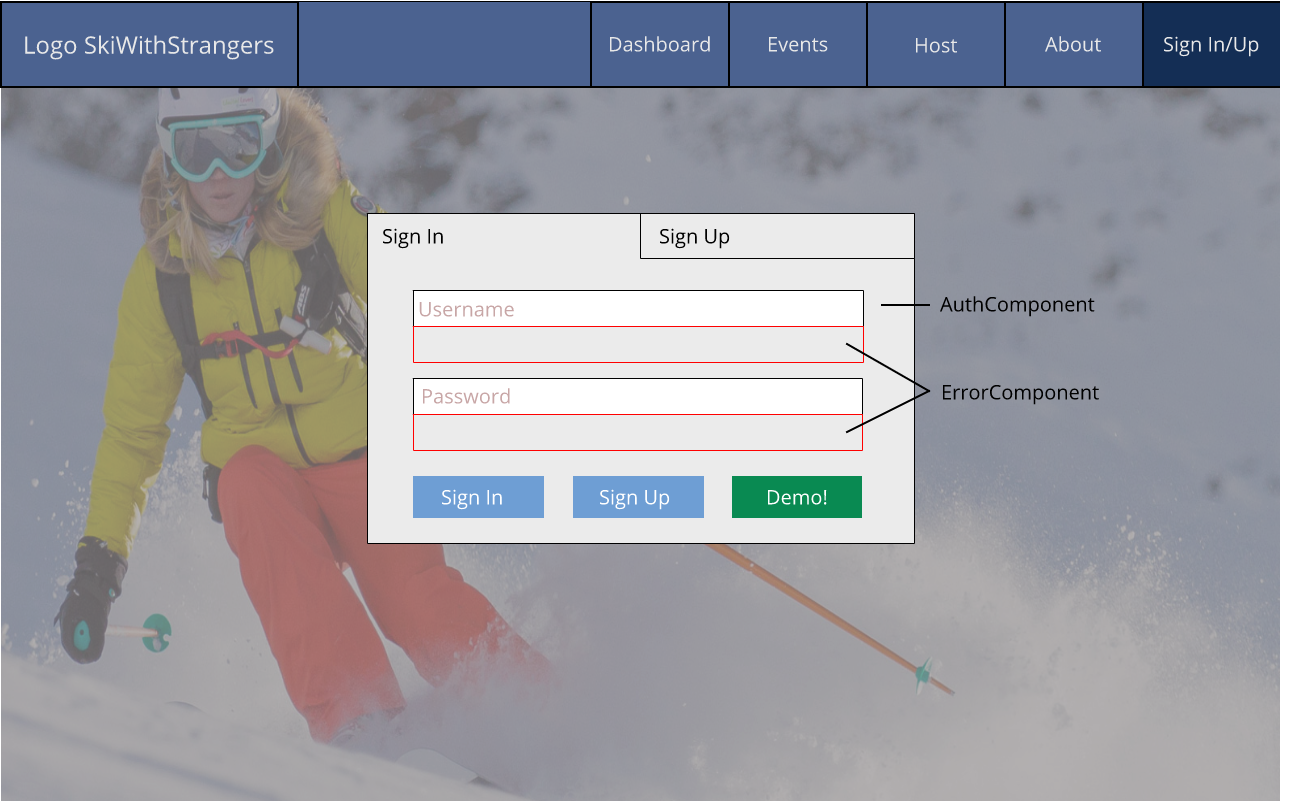 Logo SkiWithStrangers
Dashboard
Events
Host
About
Sign In/Up
Sign In
Sign Up
Username
AuthComponent
Password
ErrorComponent
Sign In
Sign Up
Demo!